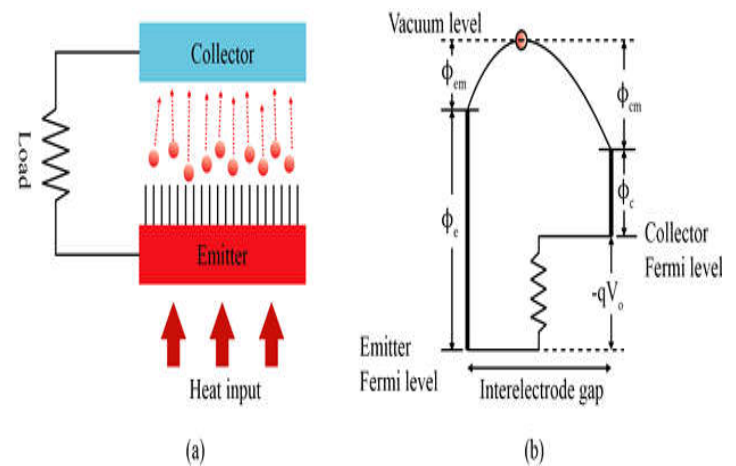 Collector
Load
Emitter
Heat input
(a)
Vacuum level
ϕem
ϕcm
ϕe
ϕc
Collector
Fermi level
-qVo
Emitter
Fermi level
Interelectrode gap
(b)